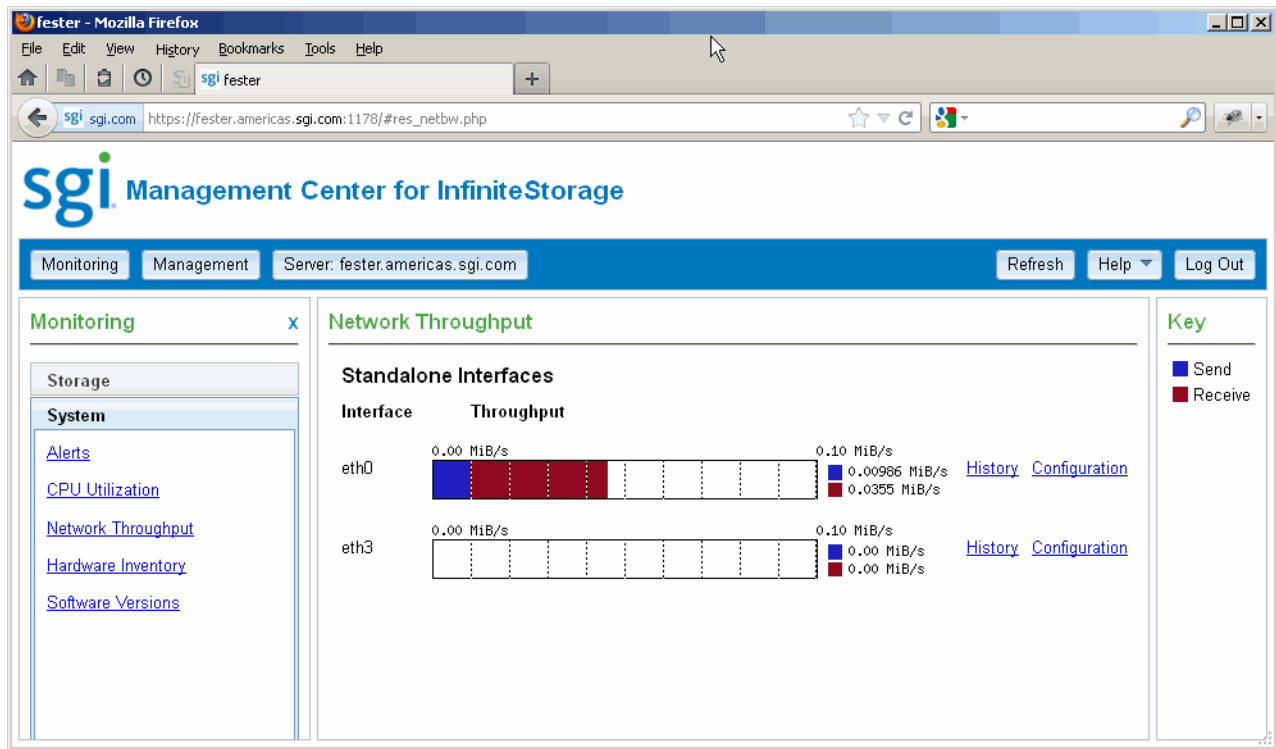 fester - Mozilla Firefox
File Edit View History Bookmarks Tools Help
sgi fester +
sgi sgi.com https://fester.americas.sgi.com:1178/#res_netbw.php
sgi Management Center for InfiniteStorage
Monitoring Management Server: fester.americas.sgi.com Refresh Help Log Out
Monitoring x
Storage
System
Alerts
CPU Utilization
Network Throughput
Hardware Inventory
Software Versions
Network Throughput
Standalone Interfaces
Interface Throughput
0.00 MiB/s 0.10 MiB/s
eth0 0.00986 MiB/s History Configuration
0.0355 MiB/s
0.00 MiB/s 0.10 MiB/s
eth3 0.00 MiB/s History Configuration
0.00 MiB/s
Key
Send
Receive